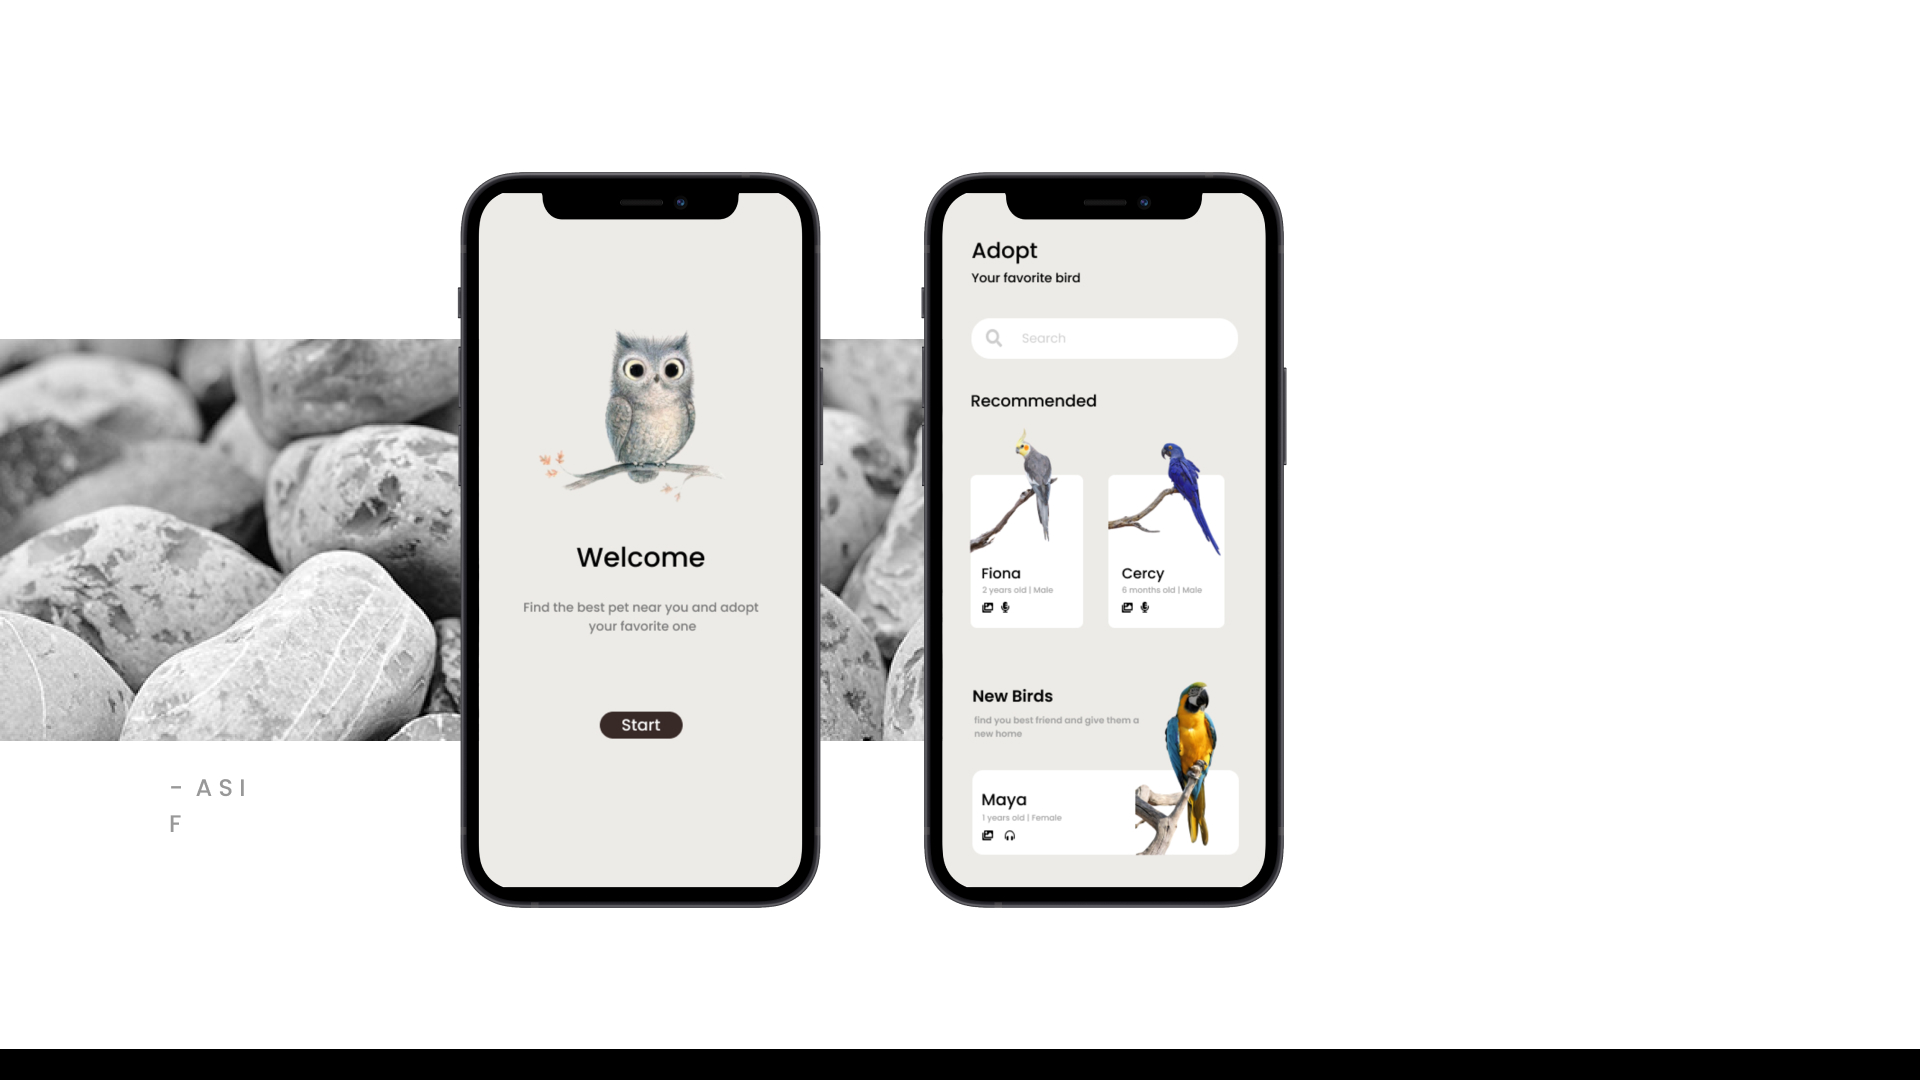 - ASI
F
Welcome
Find the best pet near you and adopt
your favorite one
Start
Adopt
Your favorite bird
Search
Recommended
Fiona
2 years old | Male
Cercy
6 months old | Male
New Birds
find you best friend and give them a
new home
Maya
1 years old | Female